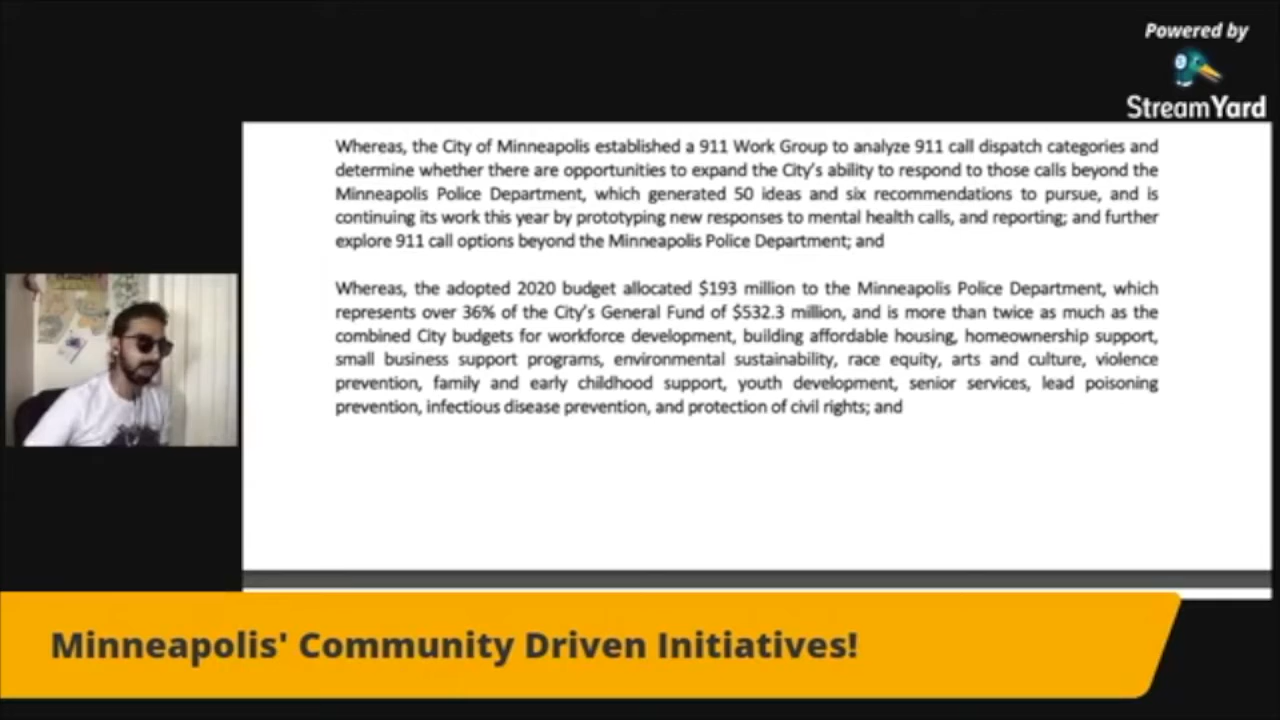 Powered by
StreamYard
Whereas, the City of Minneapolis established a 911 Work Group to analyze 911 call dispatch categories and
determine whether there are opportunities to expand the City's ability to respond to those calls beyond the
Minneapolis Police Department, which generated 50 ideas and six recommendations to pursue, and is
continuing its work this year by prototyping new responses to mental health calls, and reporting; and further
explore 911 call options beyond the Minneapolis Police Department; and
Whereas, the adopted 2020 budget allocated $193 million to the Minneapolis Police Department, which
represents over 36% of the City's General Fund of $532.3 million, and is more than twice as much as the
combined City budgets for workforce development, building affordable housing, homeownership support,
small business support programs, environmental sustainability, race equity, arts and culture, violence
prevention, family and early childhood support, youth development, senior services, lead poisoning
prevention, infectious disease prevention, and protection of civil rights; and
Minneapolis' Community Driven Initiatives!